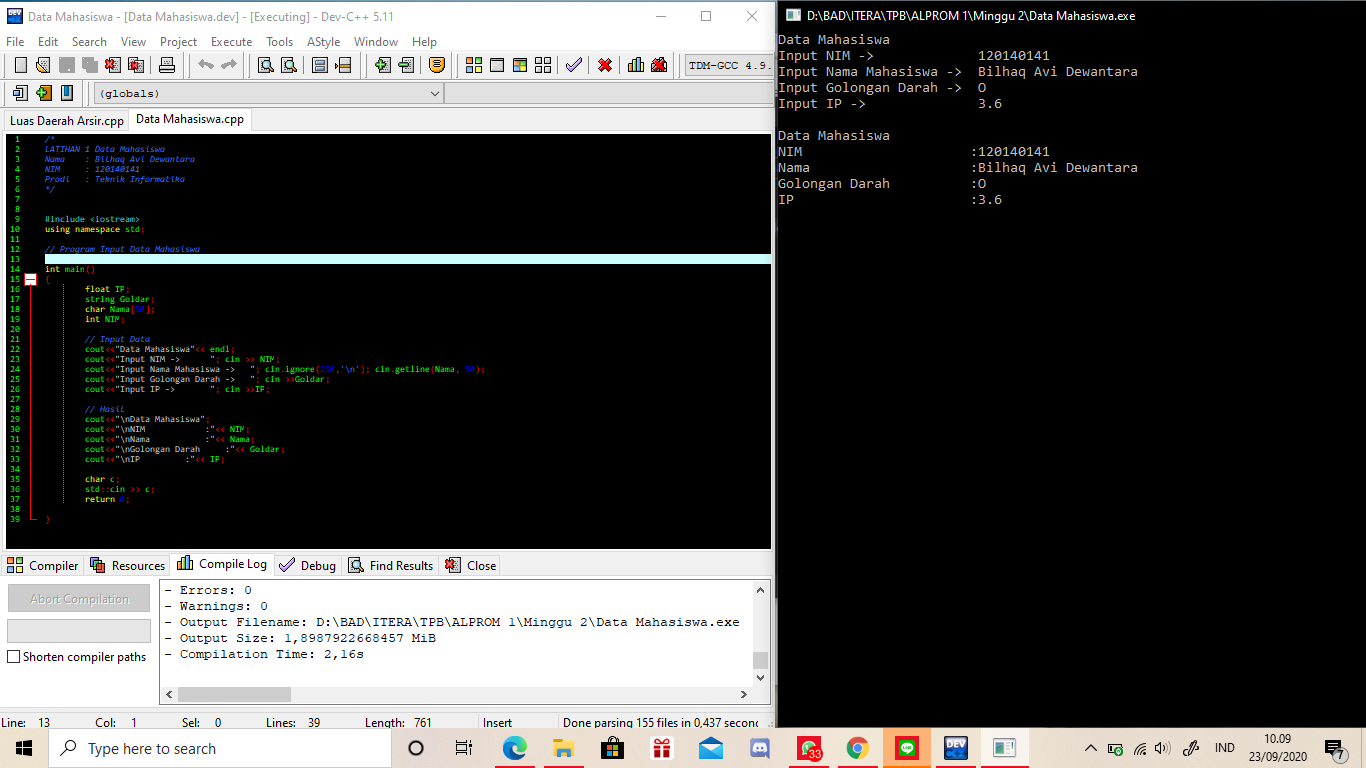 Data Mahasiswa - [Data Mahasiswa.dev] - [Executing] - Dev-C++ 5.11
File Edit Search View Project Execute Tools AStyle Window Help
TDM-GCC 4.9.
(globals)
Luas Daerah Arsir.cpp Data Mahasiswa.cpp
1 /*
2 LATIHAN 1 Data Mahasiswa
3 Nama : Bilhaq Avi Dewantara
4 NIM : 120140141
5 Prodi : Teknik Informatika
6 */
7
8
9 #include <iostream>
10 using namespace std;
11
12 // Program Input Data Mahasiswa
13
14 int main()
15 {
16 float IP;
17 string Goldar;
18 char Nama[50];
19 int NIM;
20
21 // Input Data
22 cout<<"Data Mahasiswa"<< endl;
23 cout<<"Input NIM -> "; cin >> NIM;
24 cout<<"Input Nama Mahasiswa -> "; cin.ignore( ,'\n'); cin.getline(Nama, 50);
25 cout<<"Input Golongan Darah -> "; cin >>Goldar;
26 cout<<"Input IP -> "; cin >>IP;
27
28 // Hasil
29 cout<<"\nData Mahasiswa";
30 cout<<"\nNIM :"<< NIM;
31 cout<<"\nNama :"<< Nama;
32 cout<<"\nGolongan Darah :"<< Goldar;
33 cout<<"\nIP :"<< IP;
34
35 char c;
36 std::cin >> c;
37 return 0;
38
39 }
Compiler Resources Compile Log Debug Find Results Close
Abort Compilation
Shorten compiler paths
- Errors: 0
- Warnings: 0
- Output Filename: D:\BAD\ITERA\TPB\ALPROM 1\Minggu 2\Data Mahasiswa.exe
- Output Size: 1,8987922668457 MiB
- Compilation Time: 2,16s
Line: 13 Col: 1 Sel: 0 Lines: 39 Length: 761 Insert Done parsing 155 files in 0,437 seconc
D:\BAD\ITERA\TPB\ALPROM 1\Minggu 2\Data Mahasiswa.exe
Data Mahasiswa
Input NIM -> 120140141
Input Nama Mahasiswa -> Bilhaq Avi Dewantara
Input Golongan Darah -> O
Input IP -> 3.6
Data Mahasiswa
NIM :120140141
Nama :Bilhaq Avi Dewantara
Golongan Darah :O
IP :3.6
Type here to search
33
DEV
IND
10.09
23/09/2020
7